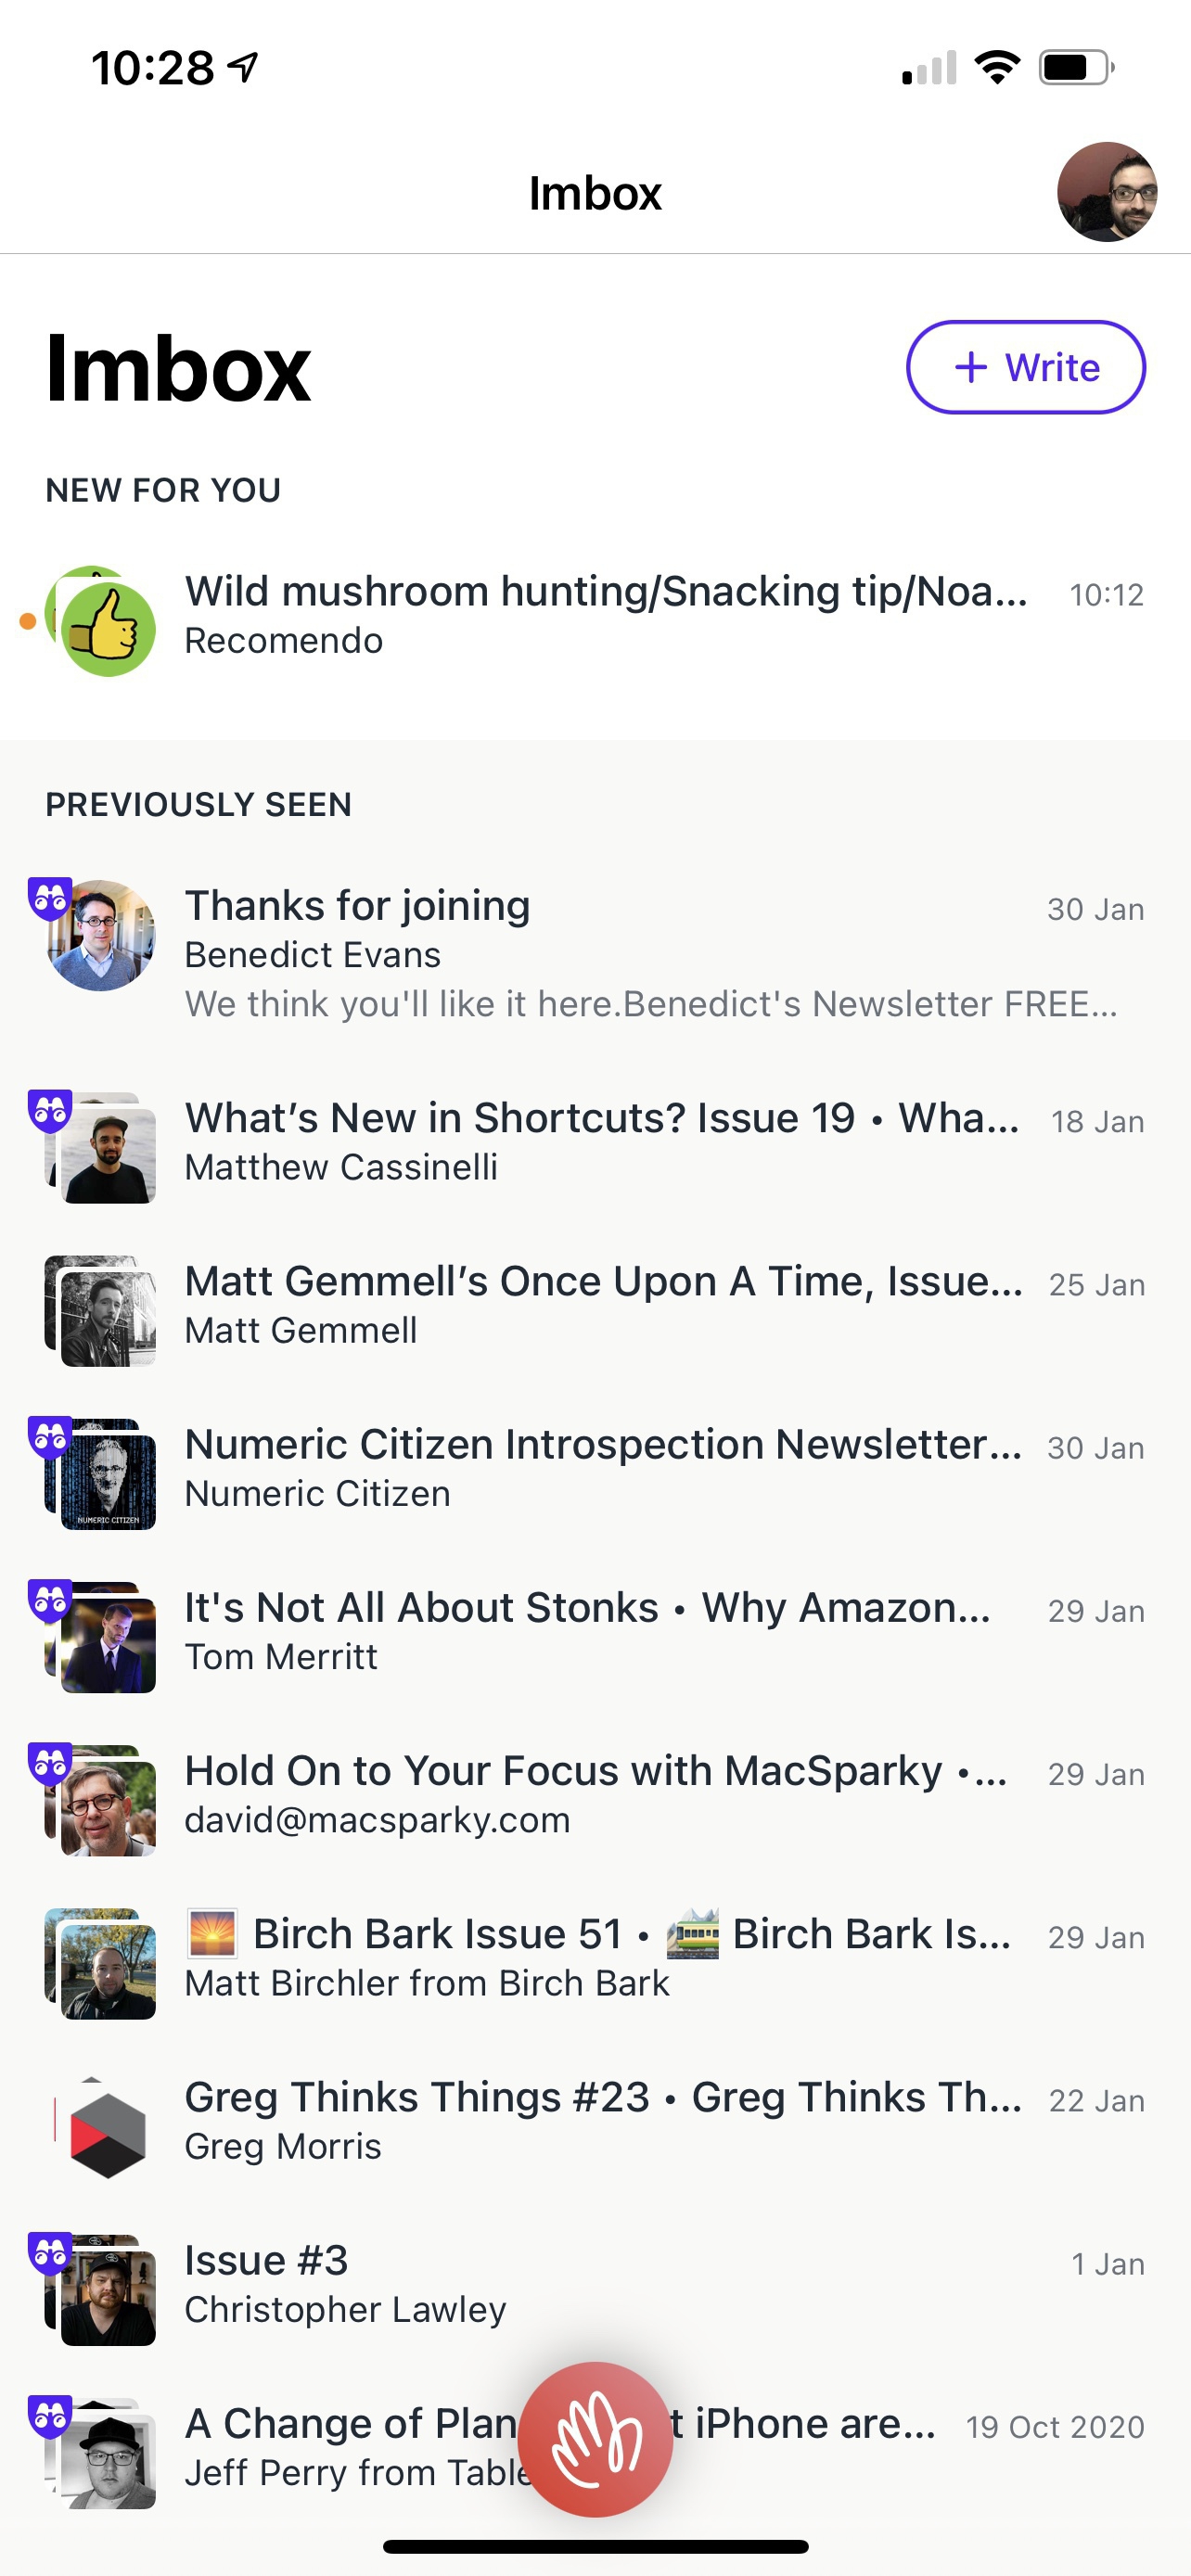 10:28
Imbox
Imbox
+ Write
NEW FOR YOU
Wild mushroom hunting/Snacking tip/Noa... 10:12
Recomendo
PREVIOUSLY SEEN
Thanks for joining 30 Jan
Benedict Evans
We think you'll like it here.Benedict's Newsletter FREE...
What’s New in Shortcuts? Issue 19 • Wha... 18 Jan
Matthew Cassinelli
Matt Gemmell’s Once Upon A Time, Issue... 25 Jan
Matt Gemmell
Numeric Citizen Introspection Newsletter... 30 Jan
NUMERIC CITIZEN
Numeric Citizen
It's Not All About Stonks • Why Amazon... 29 Jan
Tom Merritt
Hold On to Your Focus with MacSparky •... 29 Jan
david@macsparky.com
🌅 Birch Bark Issue 51 • 🚞 Birch Bark Is... 29 Jan
Matt Birchler from Birch Bark
Greg Thinks Things #23 • Greg Thinks Th... 22 Jan
Greg Morris
Issue #3 1 Jan
Christopher Lawley
A Change of Plan t iPhone are... 19 Oct 2020
Jeff Perry from Table